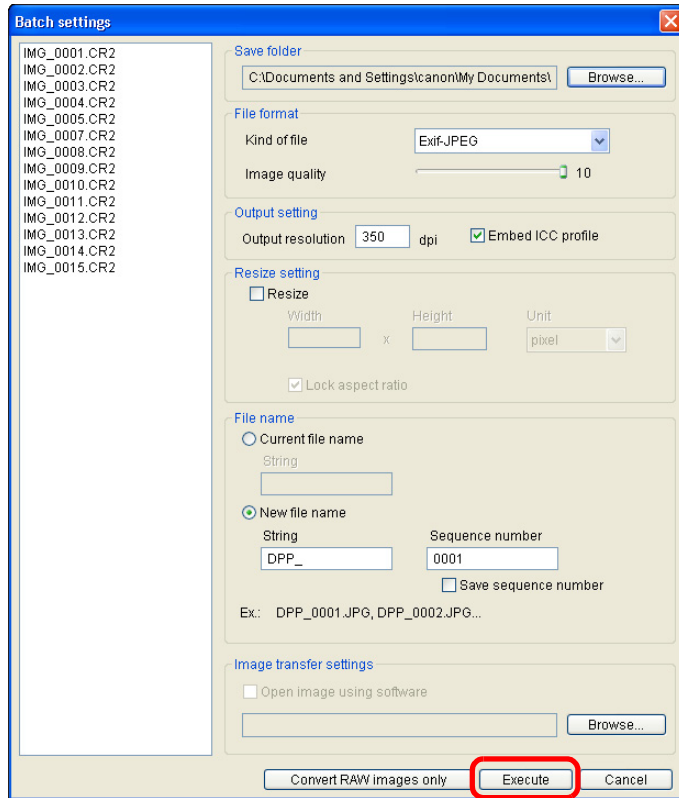 Batch settings
IMG_0001.CR2
IMG_0002.CR2
IMG_0003.CR2
IMG_0004.CR2
IMG_0005.CR2
IMG_0007.CR2
IMG_0008.CR2
IMG_0009.CR2
IMG_0010.CR2
IMG_0011.CR2
IMG_0012.CR2
IMG_0013.CR2
IMG_0014.CR2
IMG_0015.CR2
Save folder
C:\Documents and Settings\canon\My Documents\ Browse...
File format
Kind of file Exif-JPEG
Image quality 10
Output setting
Output resolution 350 dpi Embed ICC profile
Resize setting
Resize
Width Height Unit
x pixel
Lock aspect ratio
File name
Current file name
String
New file name
String Sequence number
DPP_ 0001
Save sequence number
Ex.: DPP_0001.JPG, DPP_0002.JPG...
Image transfer settings
Open image using software
Browse...
Convert RAW images only Execute Cancel